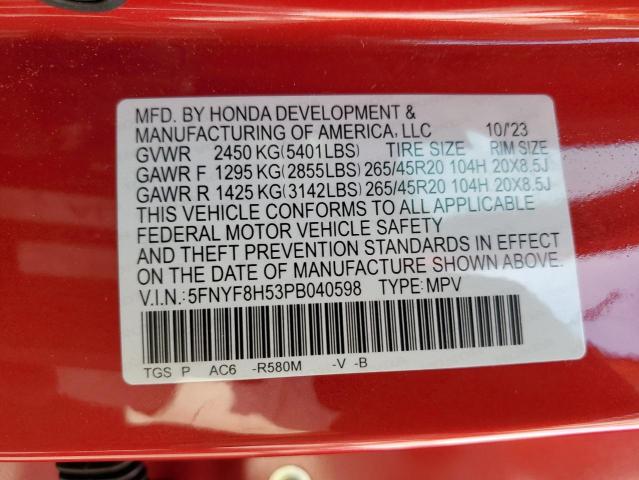 MFD. BY HONDA DEVELOPMENT &
MANUFACTURING OF AMERICA, LLC 10/'23
GVWR 2450 KG(5401LBS) TIRE SIZE RIM SIZE
GAWR F 1295 KG(2855LBS) 265/45R20 104H 20X8.5J
GAWR R 1425 KG(3142LBS) 265/45R20 104H 20X8.5J
THIS VEHICLE CONFORMS TO ALL APPLICABLE
FEDERAL MOTOR VEHICLE SAFETY
AND THEFT PREVENTION STANDARDS IN EFFECT
ON THE DATE OF MANUFACTURE SHOWN ABOVE.
V.I.N.:5FNYF8H53PB040598 TYPE: MPV
TGS P AC6 -R580M -V -B